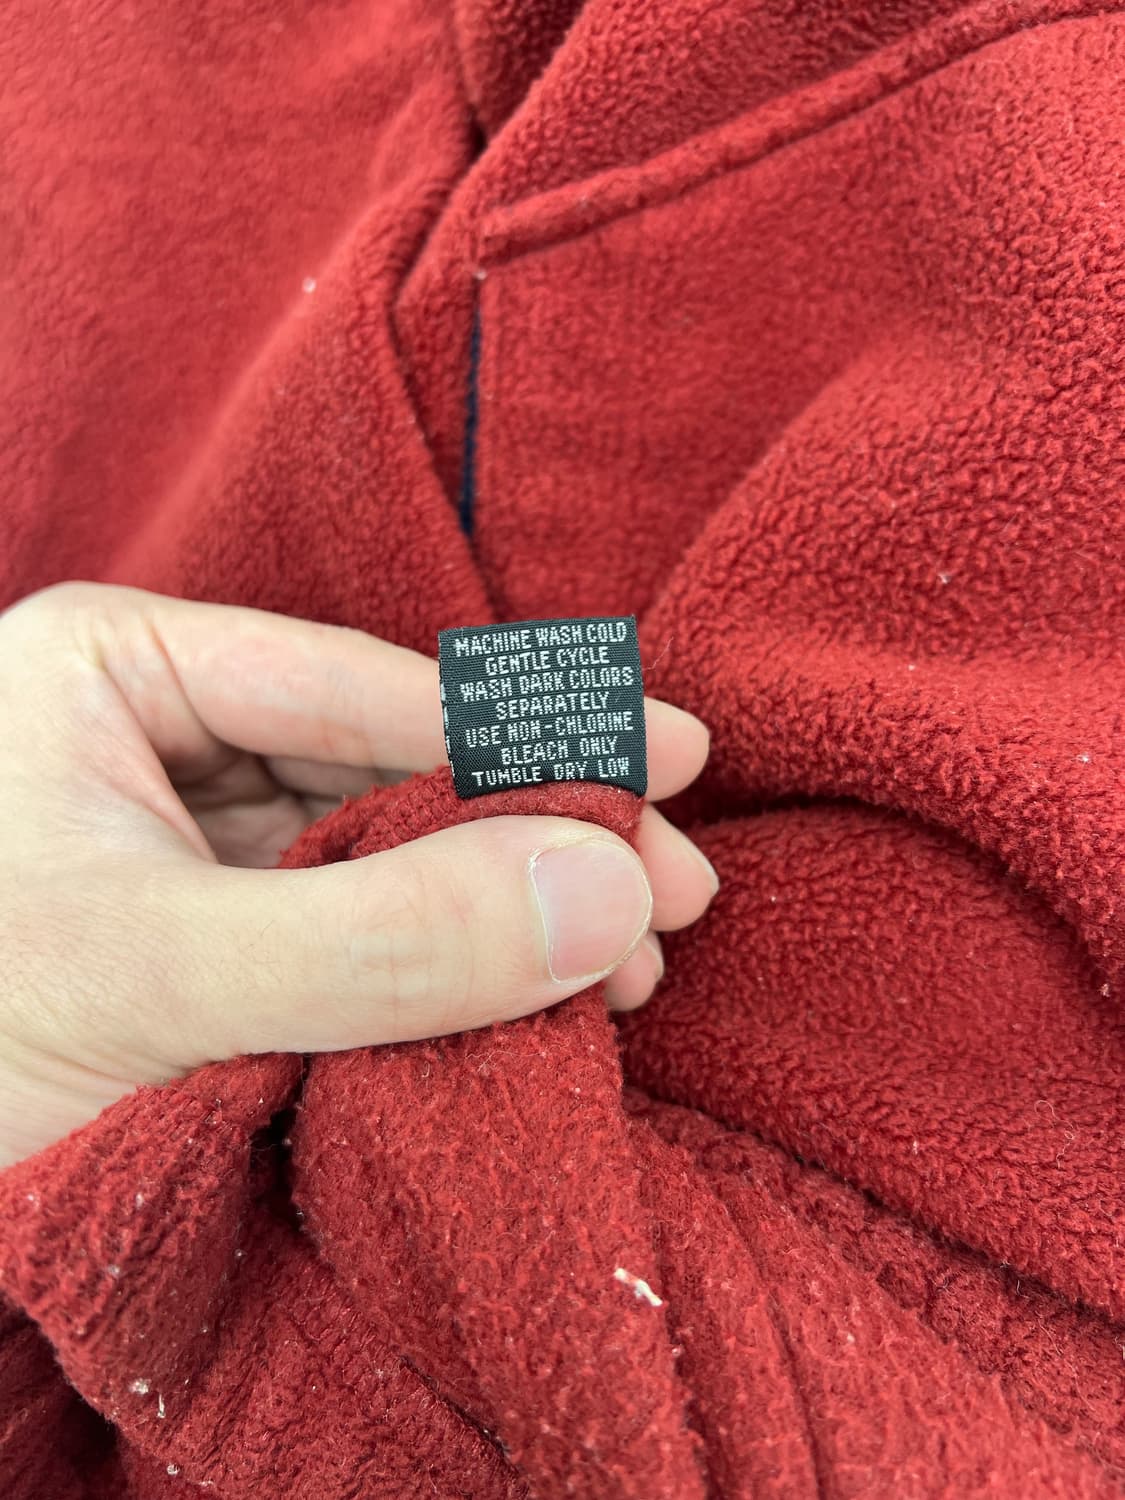 MACHINE WASH COLD
GENTLE CYCLE
WASH DARK COLORS
SEPARATELY
USE NON-CHLORINE
BLEACH ONLY
TUMBLE DRY LOW